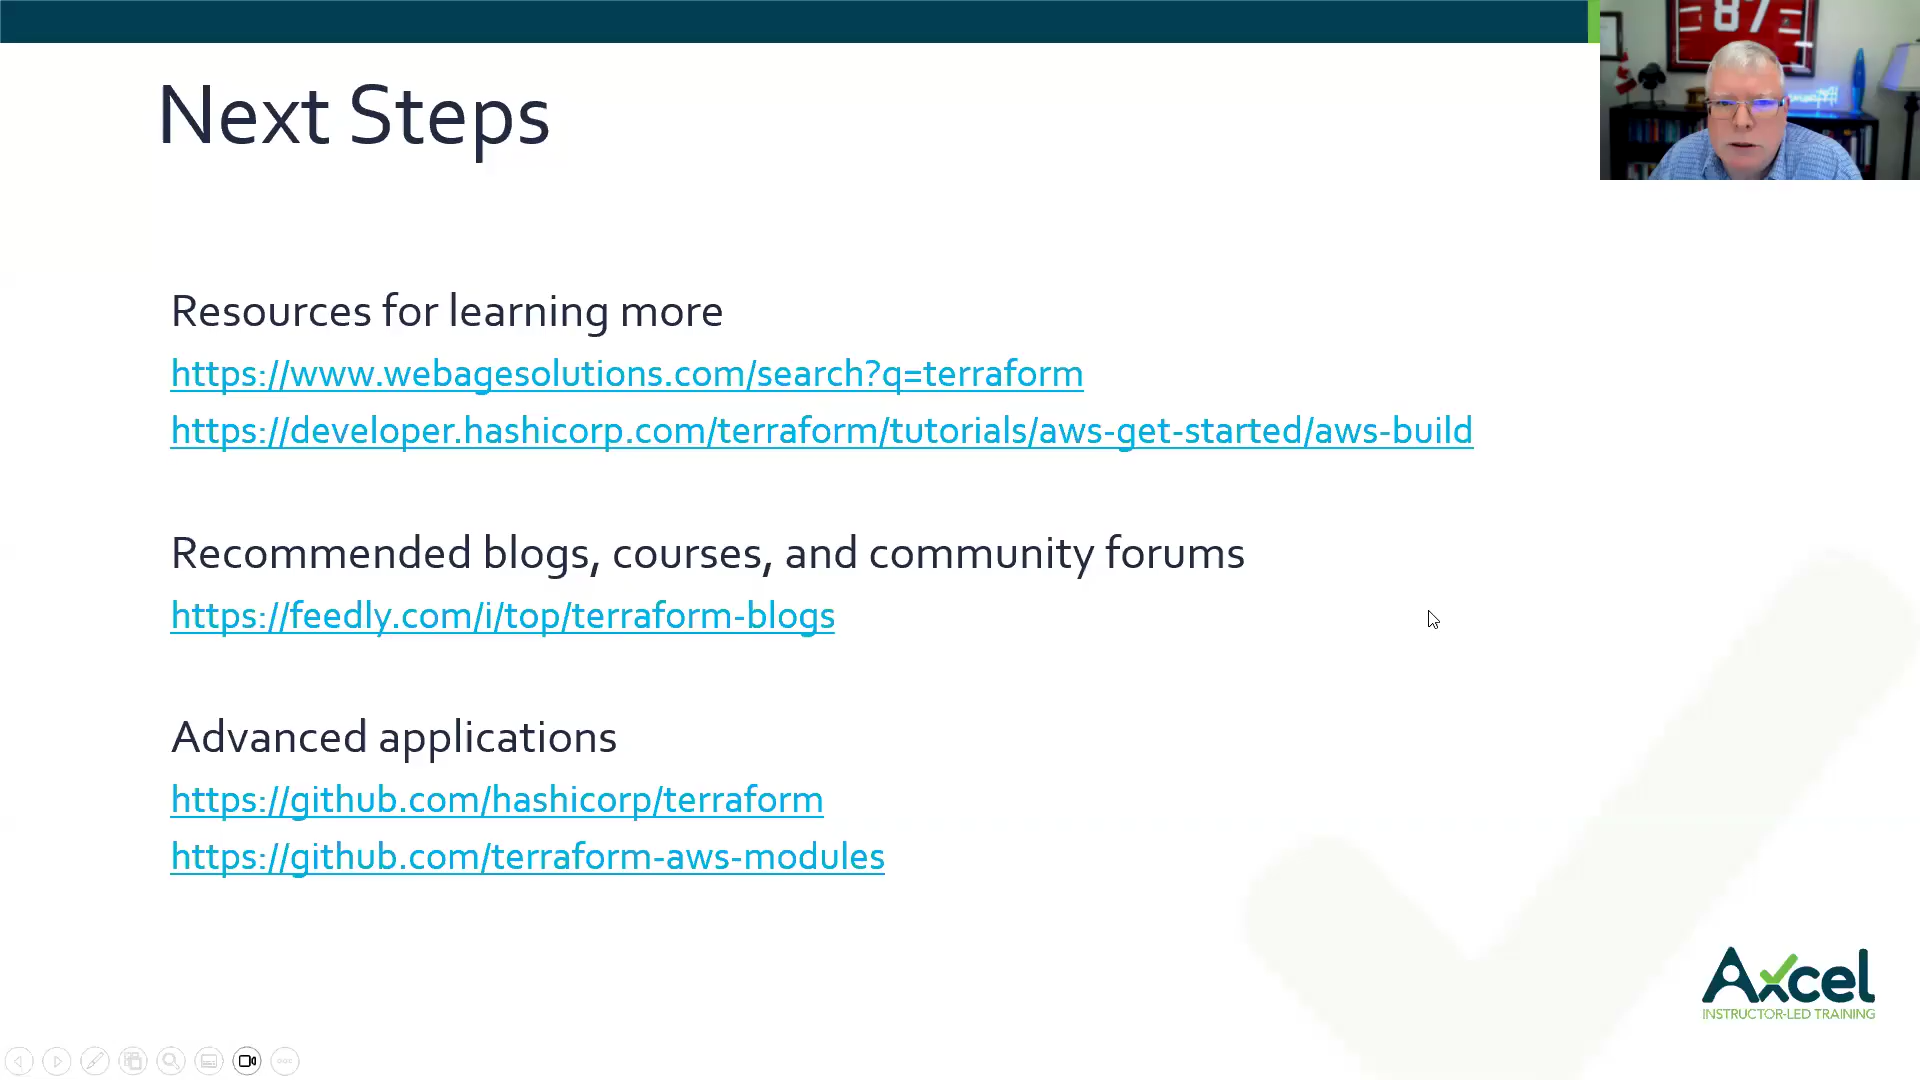 87
Next Steps
Resources for learning more
https://www.webagesolutions.com/search?q=terraform
https://developer.hashicorp.com/terraform/tutorials/aws-get-started/aws-build
Recommended blogs, courses, and community forums
https://feedly.com/i/top/terraform-blogs
Advanced applications
https://github.com/hashicorp/terraform
https://github.com/terraform-aws-modules
Axcel
INSTRUCTOR-LED TRAINING